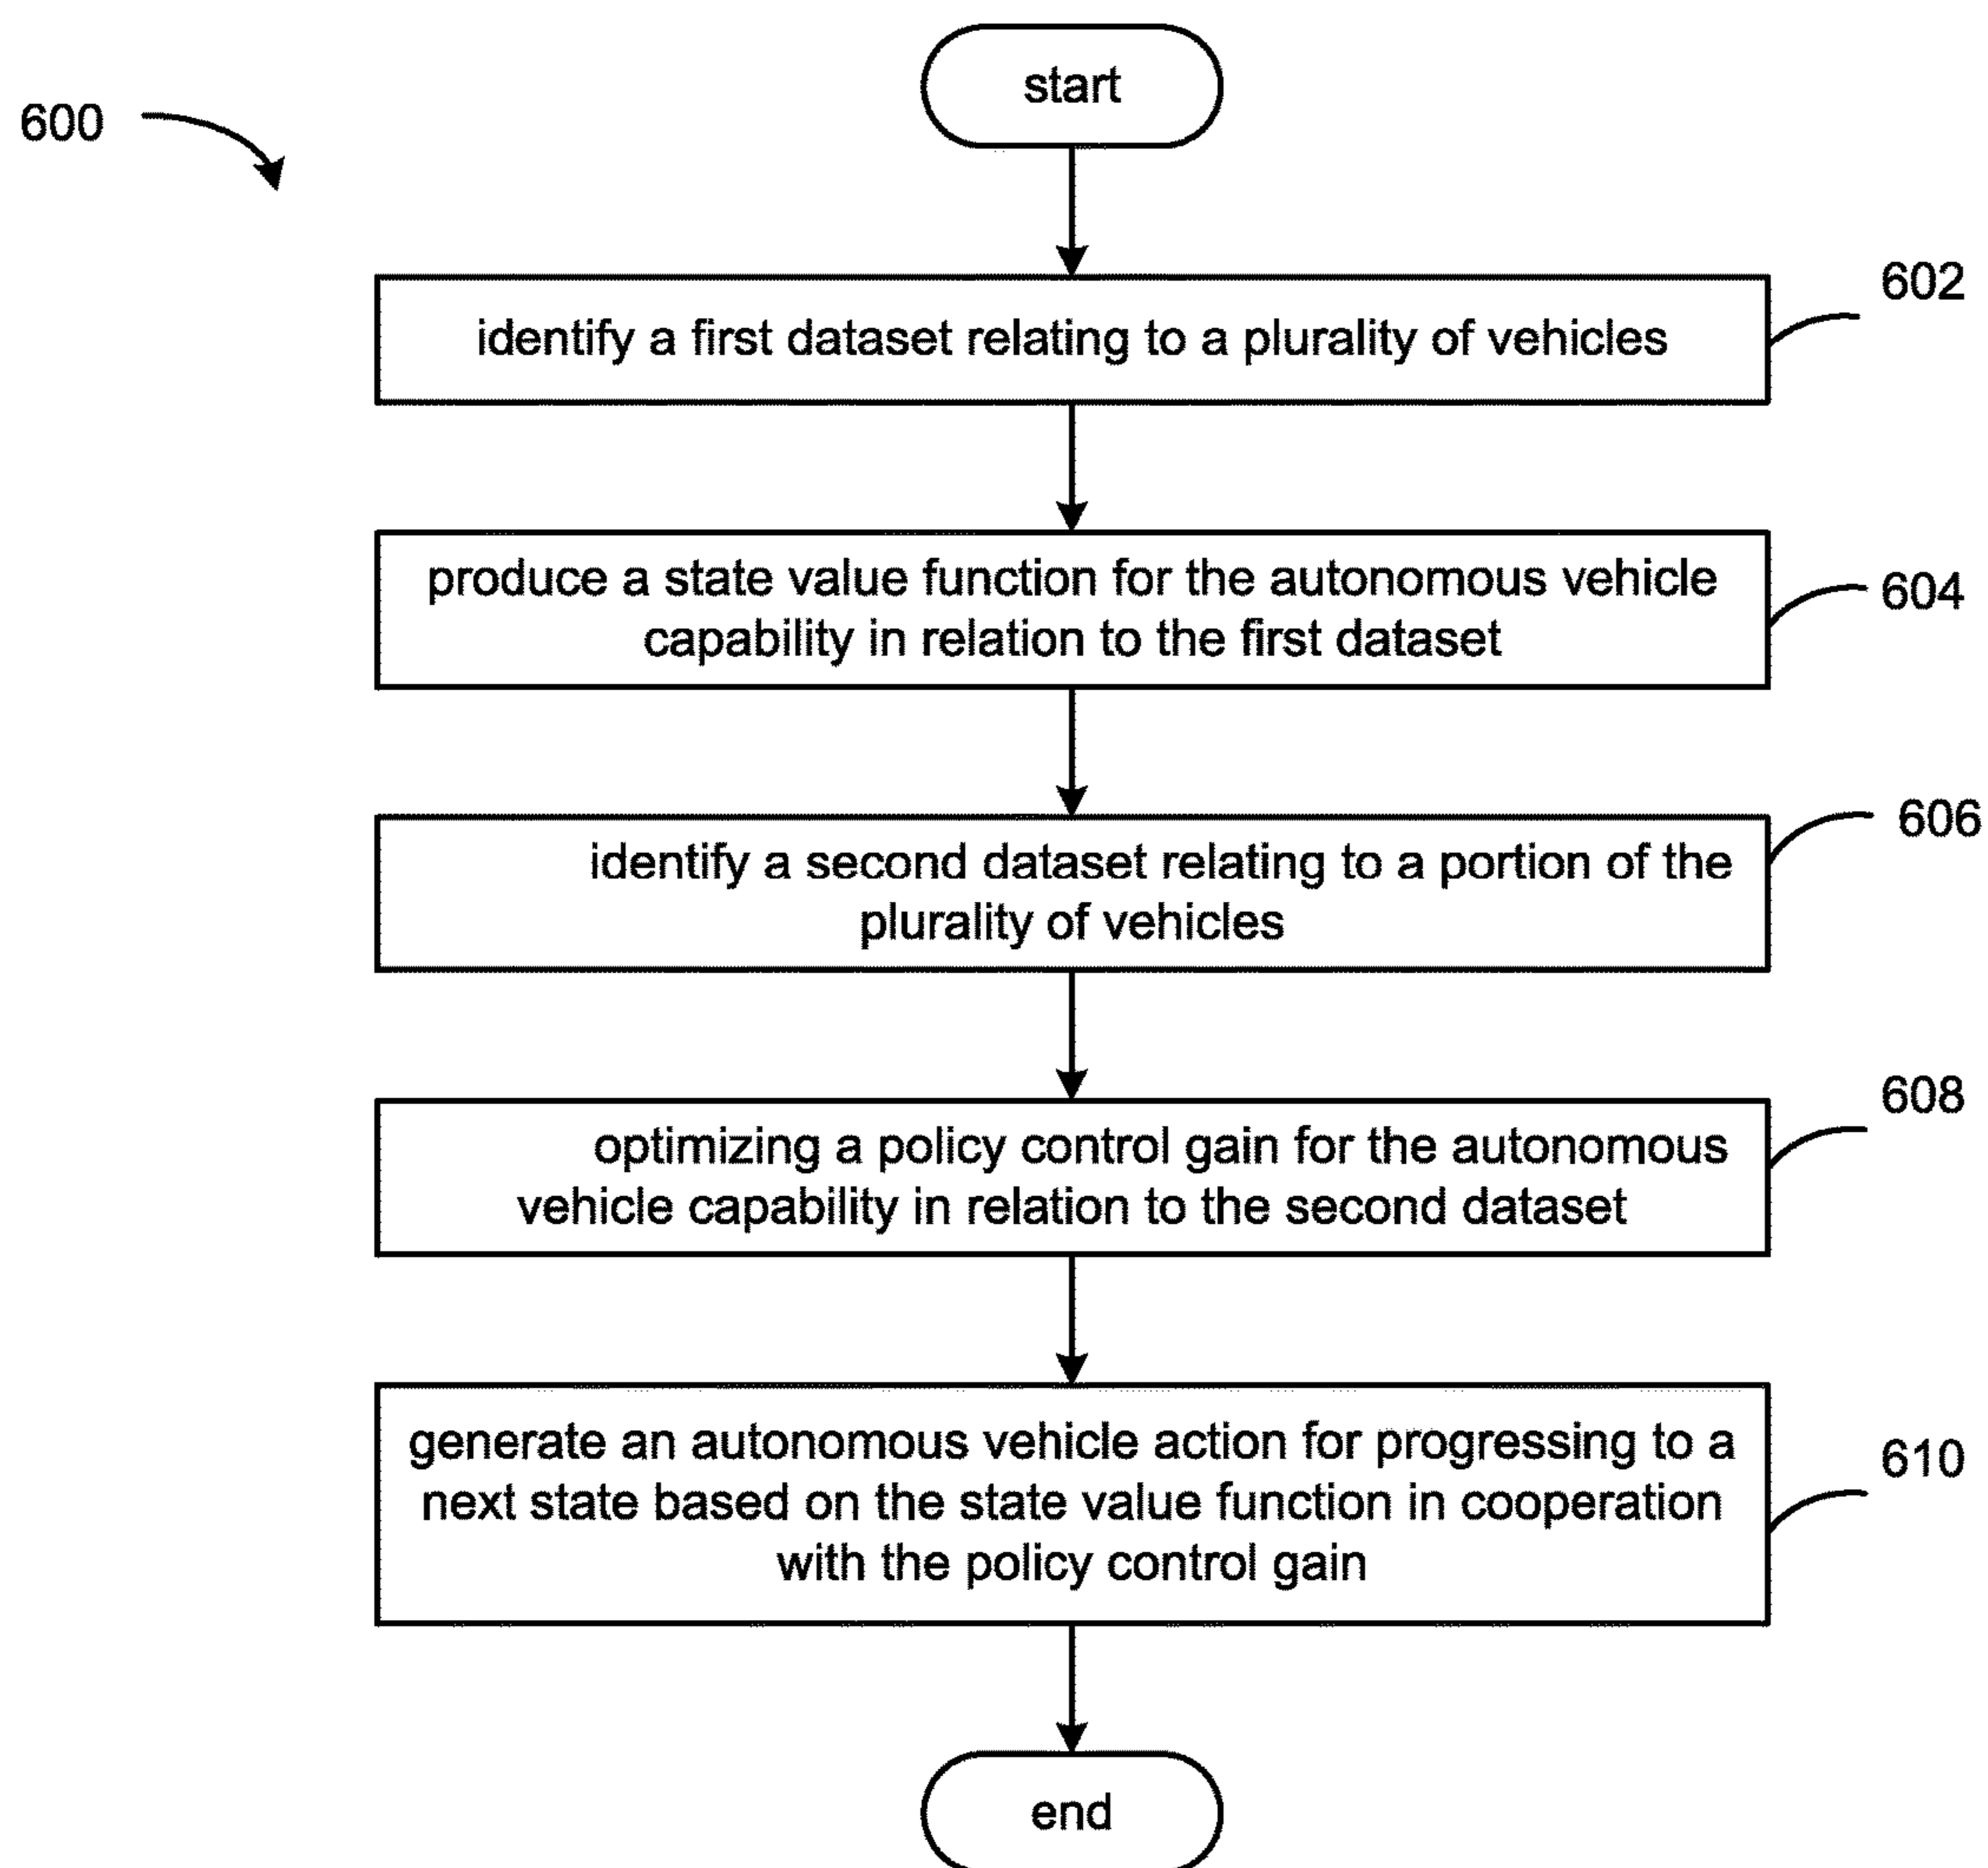 start
600
602
identify a first dataset relating to a plurality of vehicles
604
produce a state value function for the autonomous vehicle
capability in relation to the first dataset
606
identify a second dataset relating to a portion of the
plurality of vehicles
608
optimizing a policy control gain for the autonomous
vehicle capability in relation to the second dataset
610
generate an autonomous vehicle action for progressing to a
next state based on the state value function in cooperation
with the policy control gain
end